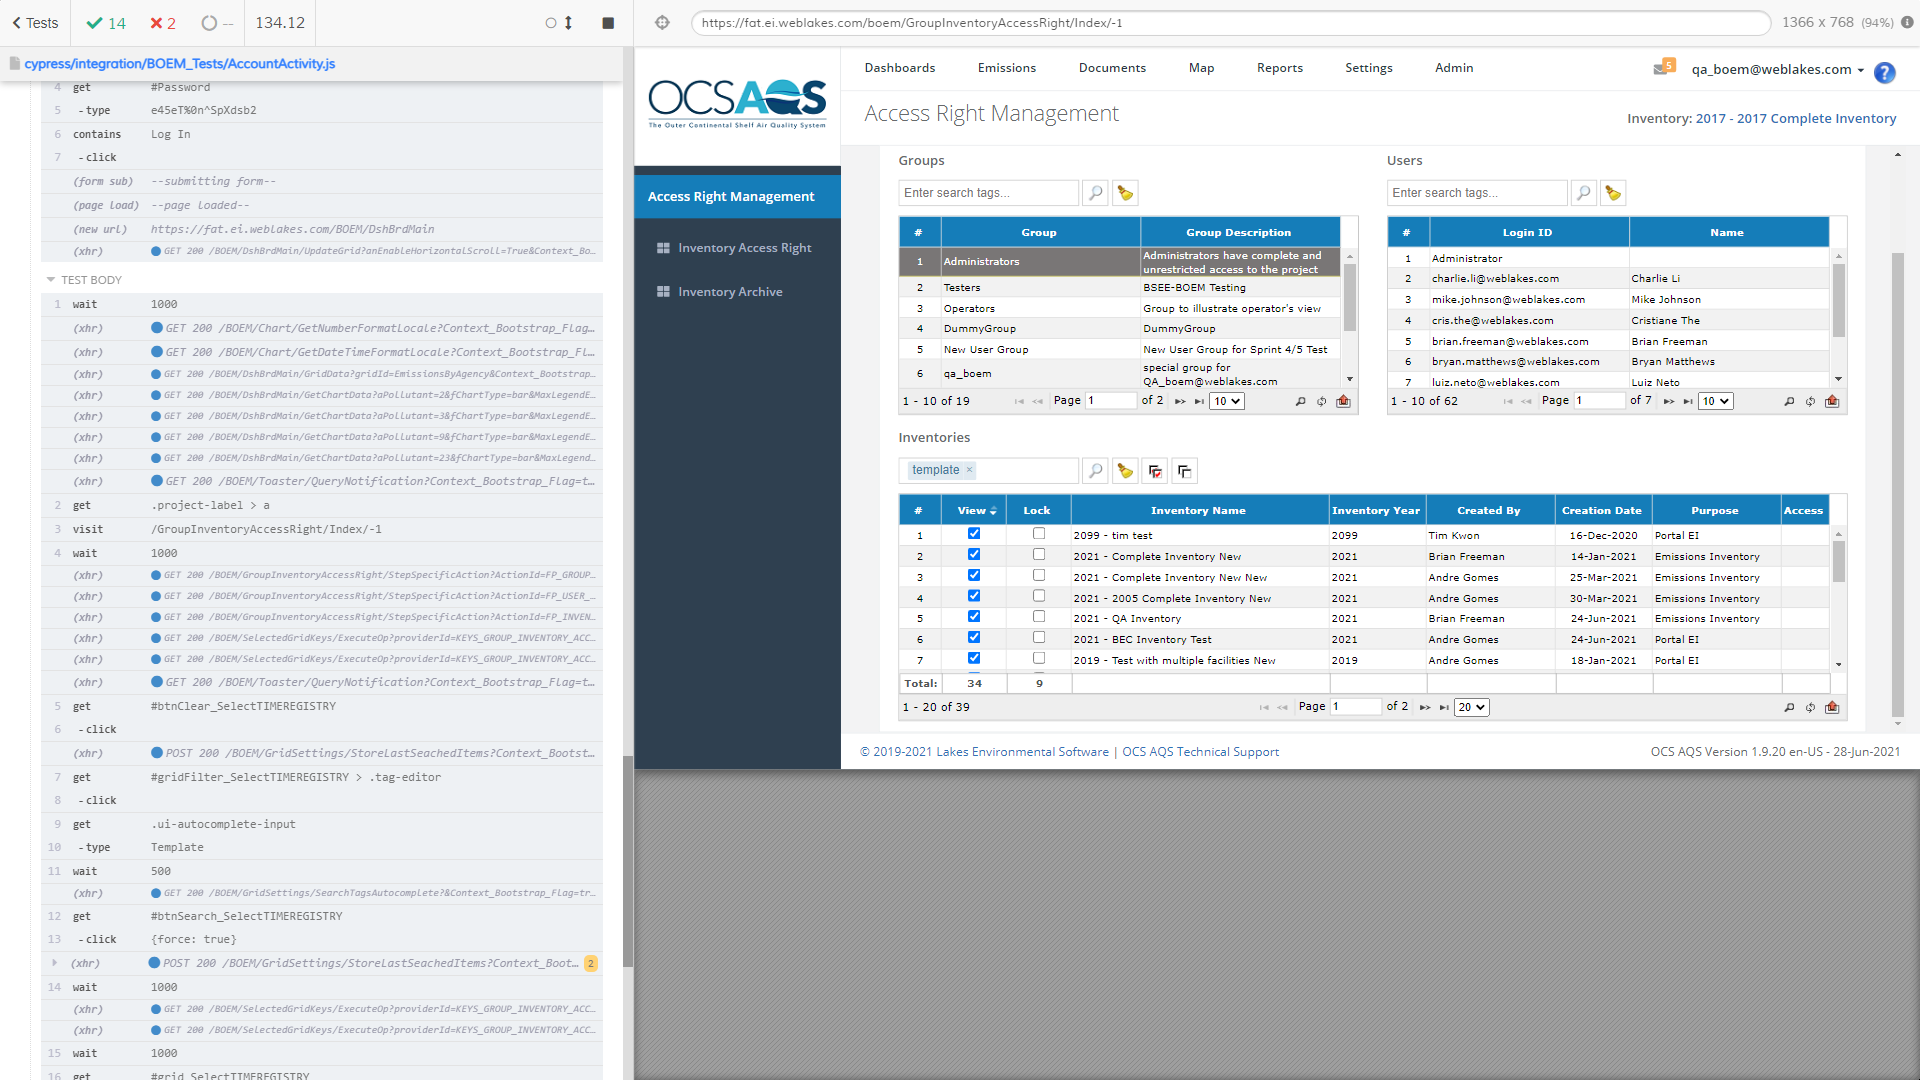 Tests
14
2
--
134.12
cypress/integration/BOEM_Tests/AccountActivity.js
4 get #Password
5 -type e45eT%0n^SpXdsb2
6 contains Log In
7 -click
(form sub) --submitting form--
(page load) --page loaded--
(new url) https://fat.ei.weblakes.com/BOEM/DshBrdMain
(xhr) GET 200 /BOEM/DshBrdMain/UpdateGrid?anEnableHorizontalScroll=True&Context_Bo...
TEST BODY
1 wait 1000
(xhr) GET 200 /BOEM/Chart/GetNumberFormatLocale?Context_Bootstrap_Flag...
(xhr) GET 200 /BOEM/Chart/GetDateTimeFormatLocale?Context_Bootstrap_Fl...
(xhr) GET 200 /BOEM/DshBrdMain/GridData?gridId=EmissionsByAgency&Context_Bootstrap...
(xhr) GET 200 /BOEM/DshBrdMain/GetChartData?aPollutant=2&fChartType=bar&MaxLegendE...
(xhr) GET 200 /BOEM/DshBrdMain/GetChartData?aPollutant=3&fChartType=bar&MaxLegendE...
(xhr) GET 200 /BOEM/DshBrdMain/GetChartData?aPollutant=9&fChartType=bar&MaxLegendE...
(xhr) GET 200 /BOEM/DshBrdMain/GetChartData?aPollutant=23&fChartType=bar&MaxLegend...
(xhr) GET 200 /BOEM/Toaster/QueryNotification?Context_Bootstrap_Flag=t...
2 get .project-label > a
3 visit /GroupInventoryAccessRight/Index/-1
4 wait 1000
(xhr) GET 200 /BOEM/GroupInventoryAccessRight/StepSpecificAction?ActionId=FP_GROUP...
(xhr) GET 200 /BOEM/GroupInventoryAccessRight/StepSpecificAction?ActionId=FP_USER_...
(xhr) GET 200 /BOEM/GroupInventoryAccessRight/StepSpecificAction?ActionId=FP_INVEN...
(xhr) GET 200 /BOEM/SelectedGridKeys/ExecuteOp?providerId=KEYS_GROUP_INVENTORY_ACC...
(xhr) GET 200 /BOEM/SelectedGridKeys/ExecuteOp?providerId=KEYS_GROUP_INVENTORY_ACC...
(xhr) GET 200 /BOEM/Toaster/QueryNotification?Context_Bootstrap_Flag=t...
5 get #btnClear_SelectTIMEREGISTRY
6 -click
(xhr) POST 200 /BOEM/GridSettings/StoreLastSeachedItems?Context_Bootst...
7 get #gridFilter_SelectTIMEREGISTRY > .tag-editor
8 -click
9 get .ui-autocomplete-input
10 -type Template
11 wait 500
(xhr) GET 200 /BOEM/GridSettings/SearchTagsAutocomplete?&Context_Bootstrap_Flag=tr...
12 get #btnSearch_SelectTIMEREGISTRY
13 -click {force: true}
(xhr) POST 200 /BOEM/GridSettings/StoreLastSeachedItems?Context_Boot... 2
14 wait 1000
(xhr) GET 200 /BOEM/SelectedGridKeys/ExecuteOp?providerId=KEYS_GROUP_INVENTORY_ACC...
(xhr) GET 200 /BOEM/SelectedGridKeys/ExecuteOp?providerId=KEYS_GROUP_INVENTORY_ACC...
15 wait 1000
16 get #grid_SelectTIMEREGISTRY
https://fat.ei.weblakes.com/boem/GroupInventoryAccessRight/Index/-1
1366 x 768 (94%)
OCSAQS
The Outer Continental Shelf Air Quality System
Dashboards Emissions Documents Map Reports Settings Admin
5
qa_boem@weblakes.com
?
Access Right Management
Inventory: 2017 - 2017 Complete Inventory
Access Right Management
Inventory Access Right
Inventory Archive
Groups
Enter search tags...
# Group Group Description
1 Administrators Administrators have complete and unrestricted access to the project
2 Testers BSEE-BOEM Testing
3 Operators Group to illustrate operator's view
4 DummyGroup DummyGroup
5 New User Group New User Group for Sprint 4/5 Test
6 qa_boem special group for QA_boem@weblakes.com
1 - 10 of 19 Page 1 of 2 10
Users
Enter search tags...
# Login ID Name
1 Administrator
2 charlie.li@weblakes.com Charlie Li
3 mike.johnson@weblakes.com Mike Johnson
4 cris.the@weblakes.com Cristiane The
5 brian.freeman@weblakes.com Brian Freeman
6 bryan.matthews@weblakes.com Bryan Matthews
7 luiz.neto@weblakes.com Luiz Neto
1 - 10 of 62 Page 1 of 7 10
Inventories
template ×
# View Lock Inventory Name Inventory Year Created By Creation Date Purpose Access
1 2099 - tim test 2099 Tim Kwon 16-Dec-2020 Portal EI
2 2021 - Complete Inventory New 2021 Brian Freeman 14-Jan-2021 Emissions Inventory
3 2021 - Complete Inventory New New 2021 Andre Gomes 25-Mar-2021 Emissions Inventory
4 2021 - 2005 Complete Inventory New 2021 Andre Gomes 30-Mar-2021 Emissions Inventory
5 2021 - QA Inventory 2021 Brian Freeman 24-Jun-2021 Emissions Inventory
6 2021 - BEC Inventory Test 2021 Andre Gomes 24-Jun-2021 Portal EI
7 2019 - Test with multiple facilities New 2019 Andre Gomes 18-Jan-2021 Portal EI
Total: 34 9
1 - 20 of 39 Page 1 of 2 20
© 2019-2021 Lakes Environmental Software | OCS AQS Technical Support
OCS AQS Version 1.9.20 en-US - 28-Jun-2021